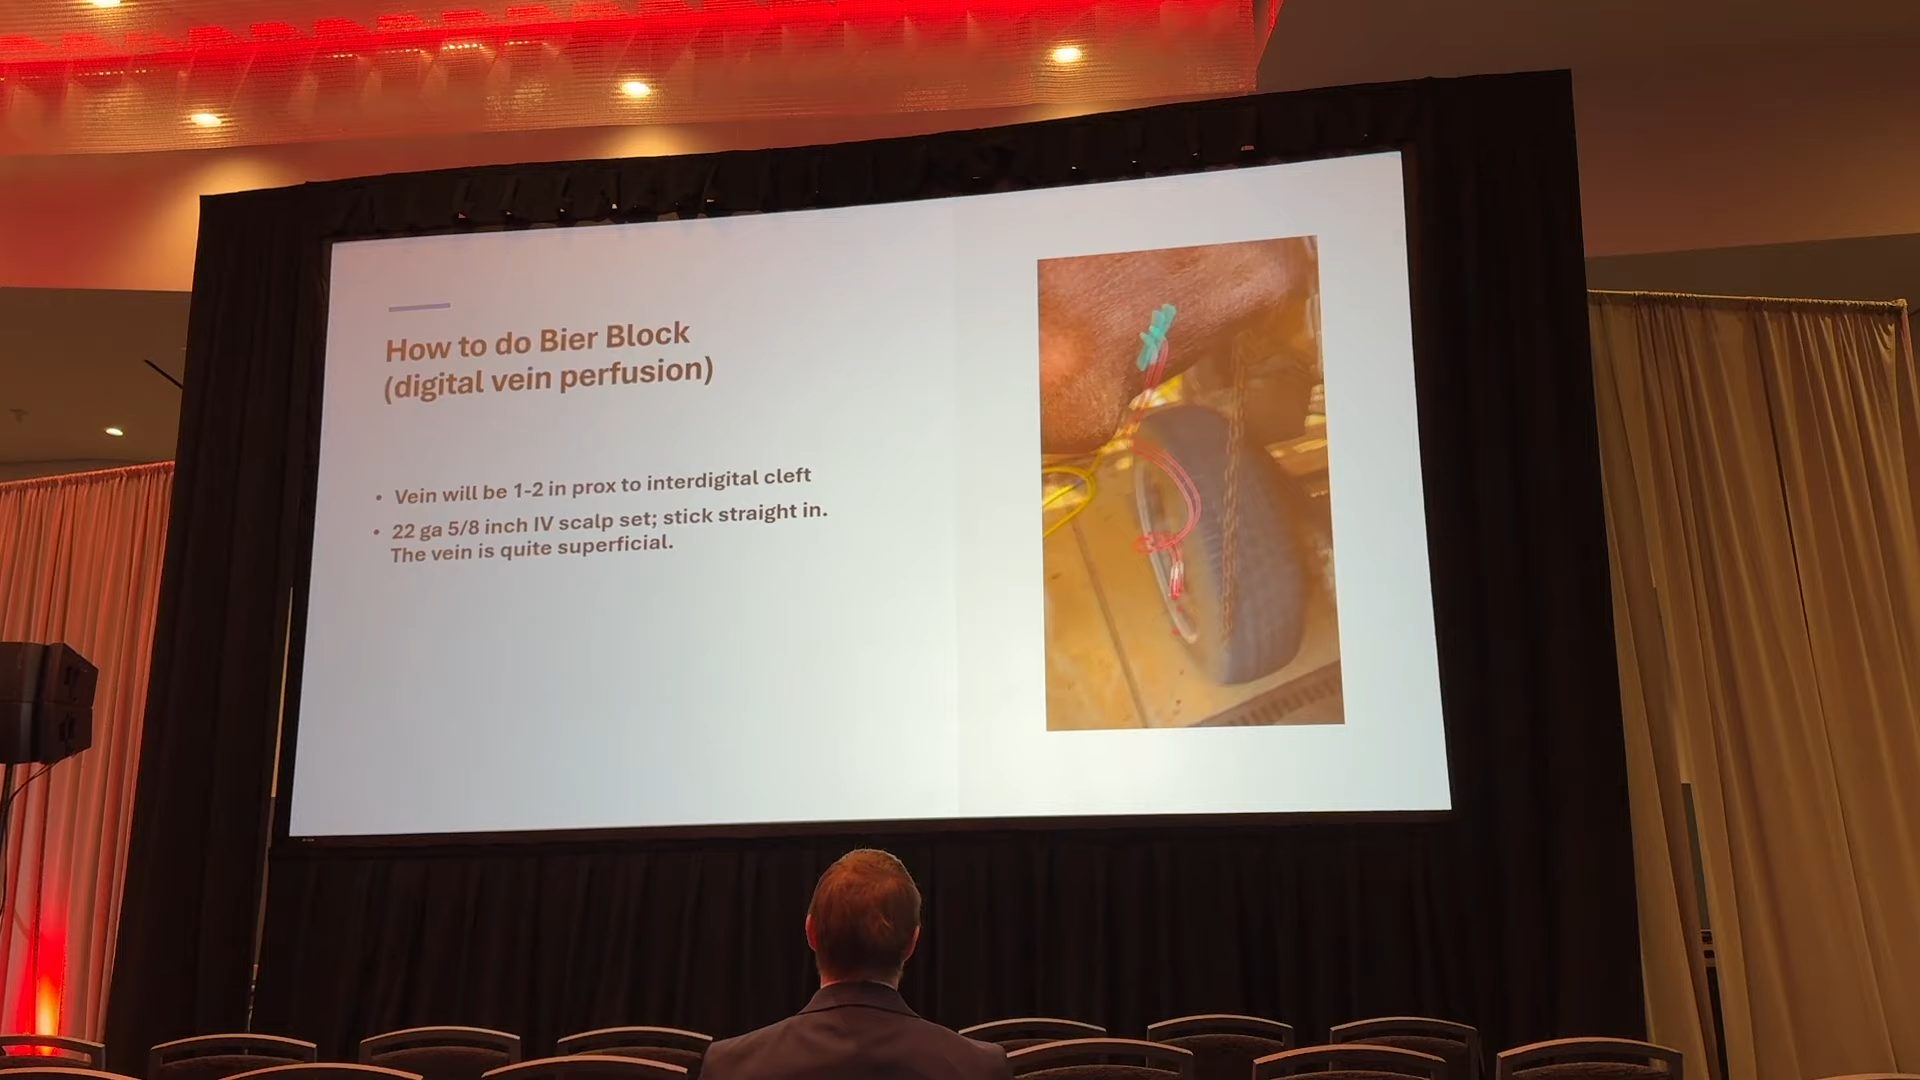 How to do Bier Block
(digital vein perfusion)
• Vein will be 1-2 in prox to interdigital cleft
• 22 ga 5/8 inch IV scalp set; stick straight in.
The vein is quite superficial.